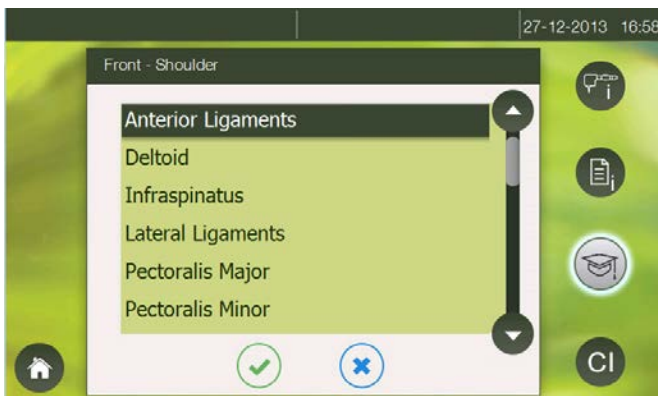 27-12-2013 16:58
Front - Shoulder
Anterior Ligaments
Deltoid
Infraspinatus
Lateral Ligaments
Pectoralis Major
Pectoralis Minor
i
i
CI